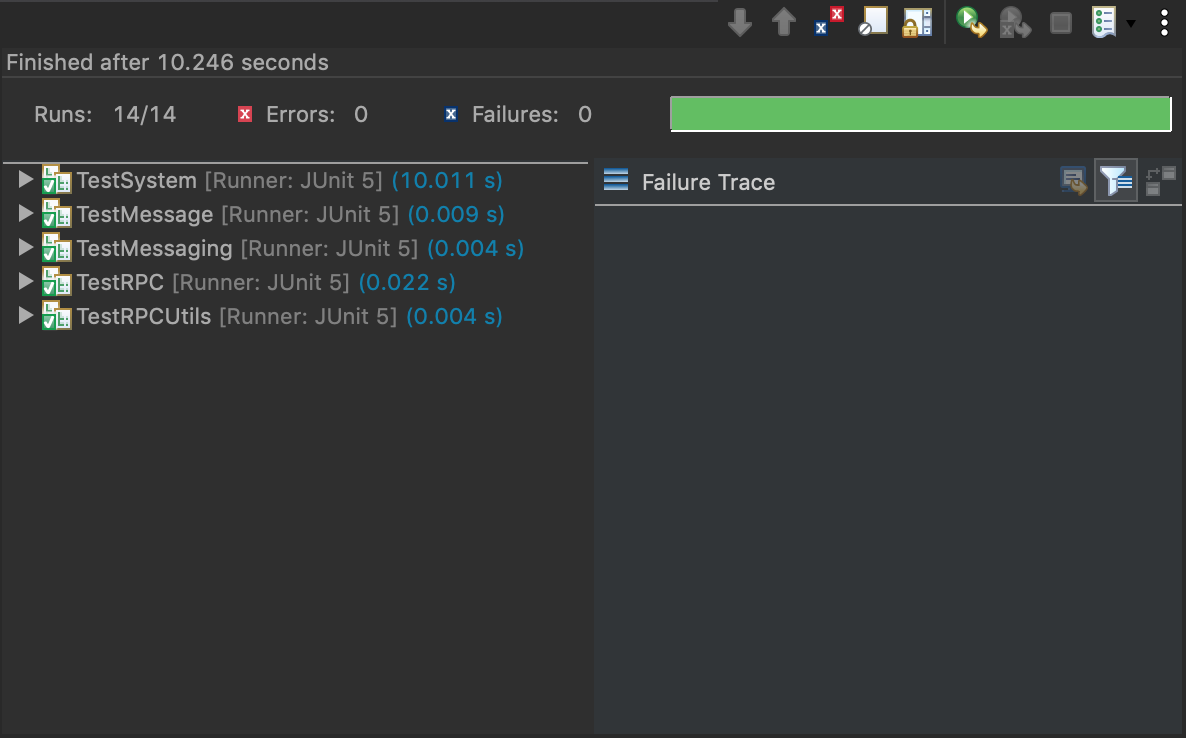 Finished after 10.246 seconds
Runs: 14/14 Errors: 0 Failures: 0
TestSystem [Runner: JUnit 5] (10.011 s)
TestMessage [Runner: JUnit 5] (0.009 s)
TestMessaging [Runner: JUnit 5] (0.004 s)
TestRPC [Runner: JUnit 5] (0.022 s)
TestRPCUtils [Runner: JUnit 5] (0.004 s)
Failure Trace